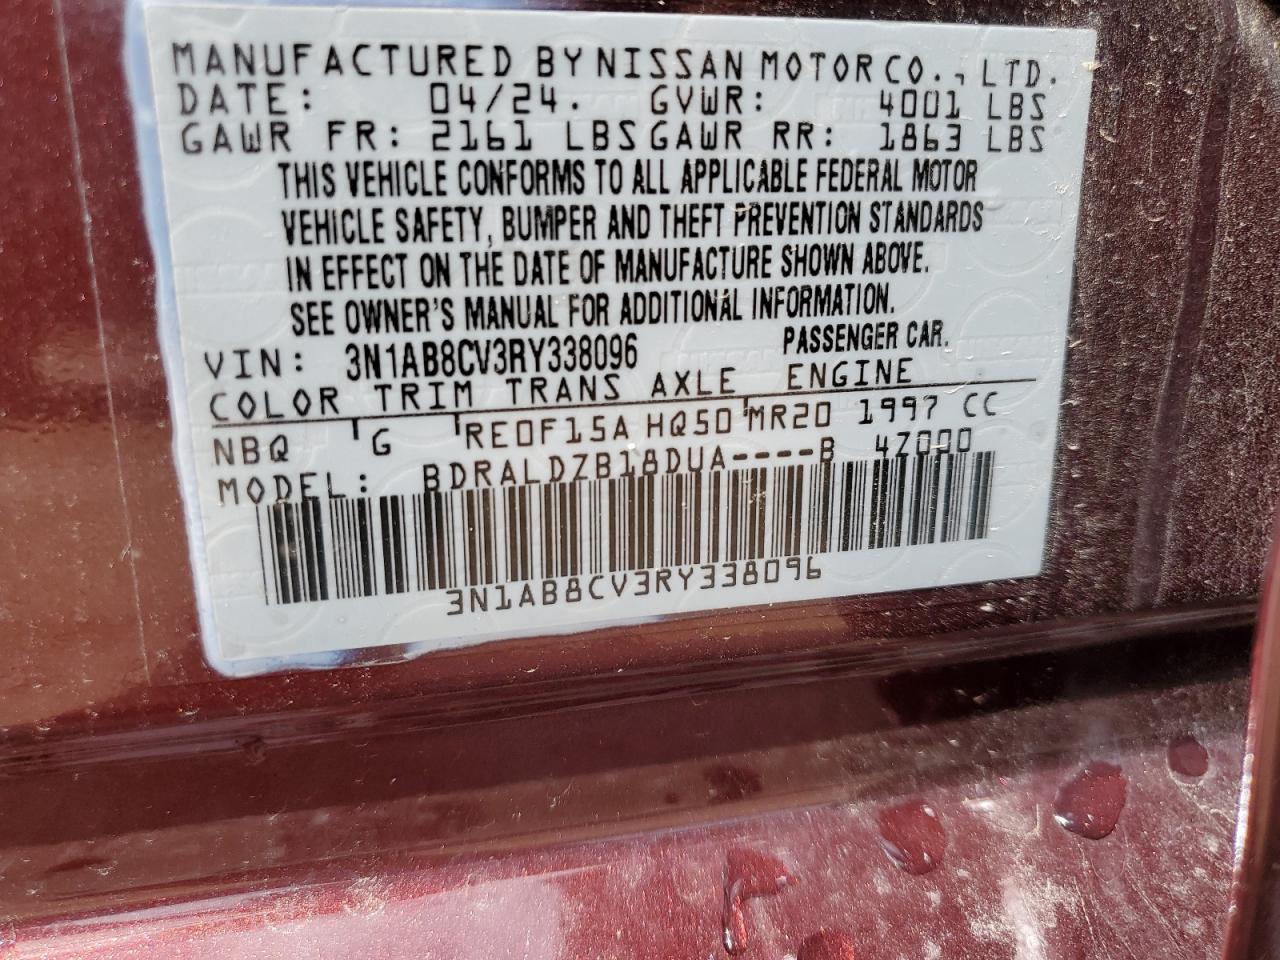 MANUFACTURED BY NISSAN MOTOR CO., LTD.
DATE: 04/24. GVWR: 4001 LBS
GAWR FR: 2161 LBS GAWR RR: 1863 LBS
THIS VEHICLE CONFORMS TO ALL APPLICABLE FEDERAL MOTOR
VEHICLE SAFETY, BUMPER AND THEFT PREVENTION STANDARDS
IN EFFECT ON THE DATE OF MANUFACTURE SHOWN ABOVE.
SEE OWNER'S MANUAL FOR ADDITIONAL INFORMATION.
VIN: 3N1AB8CV3RY338096 PASSENGER CAR.
COLOR TRIM TRANS AXLE ENGINE
NBQ G RE0F15A HQ50 MR20 1997 CC
MODEL: BDRALDZB18DUA----B 4Z000
3N1AB8CV3RY338096